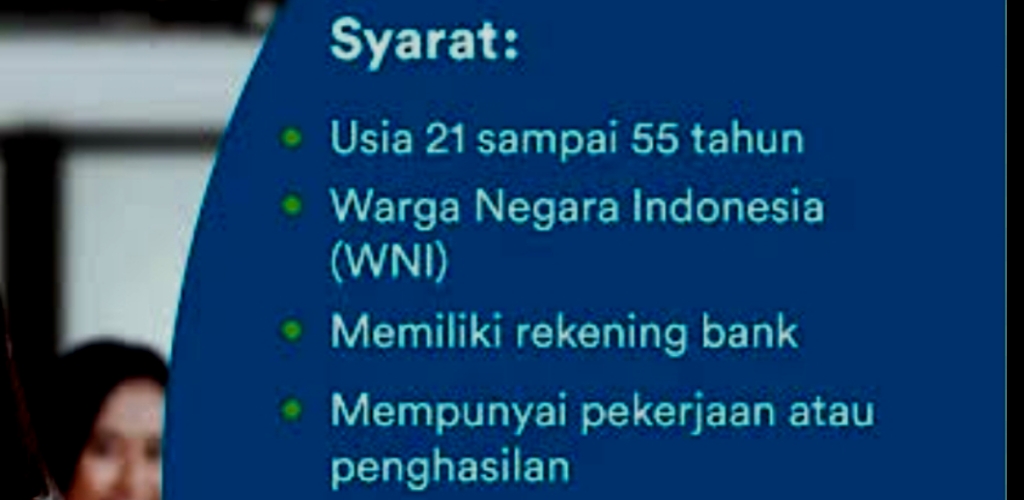 Syarat:
Usia 21 sampai 55 tahun
Warga Negara Indonesia
(WNI)
Memiliki rekening bank
Mempunyai pekerjaan atau
penghasilan